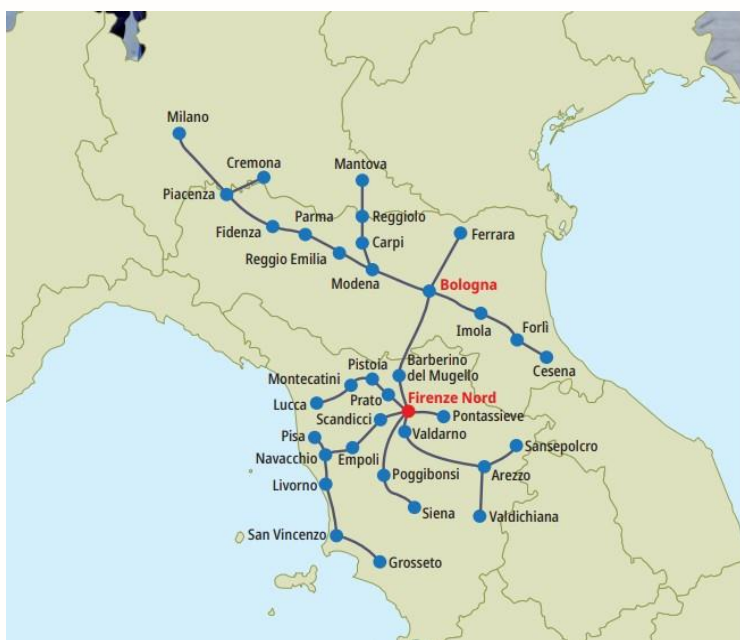 Milano
Cremona
Mantova
Piacenza
Parma
Reggiolo
Fidenza
Ferrara
Carpi
Reggio Emilia
Modena
Bologna
Imola
Forlì
Cesena
Pistoia
Barberino
del Mugello
Montecatini
Prato
Firenze Nord
Lucca
Scandicci
Pontassieve
Pisa
Valdarno
Sansepolcro
Navacchio
Empoli
Poggibonsi
Arezzo
Livorno
Siena
Valdichiana
San Vincenzo
Grosseto